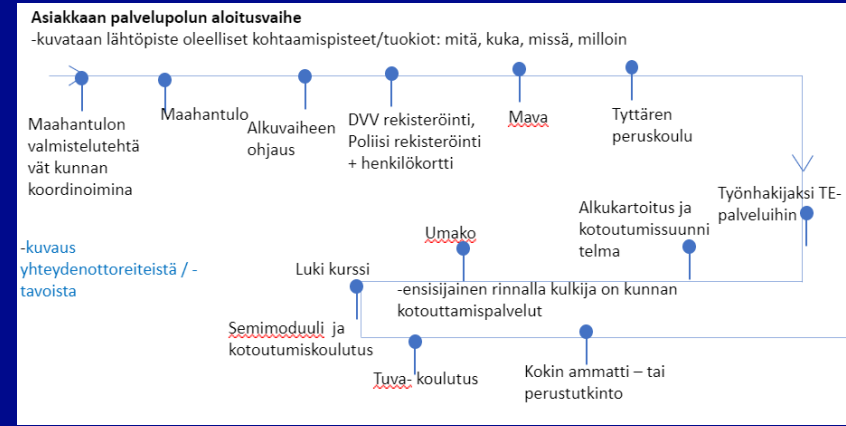 Asiakkaan palvelupolun aloitusvaihe
-kuvataan lähtöpiste oleelliset kohtaamispisteet/tuokiot: mitä, kuka, missä, milloin
Maahantulon
valmistelutehtä
vät kunnan
koordinoimina
Maahantulo
Alkuvaiheen
ohjaus
DVV rekisteröinti,
Poliisi rekisteröinti
+ henkilökortti
Mava
Tyttären
peruskoulu
Työnhakijaksi TE-
palveluihin
Alkukartoitus ja
kotoutumissuunni
telma
Umako
Luki kurssi
-ensisijainen rinnalla kulkija on kunnan
kotouttamispalvelut
-kuvaus
yhteydenottoreiteistä / -
tavoista
Semimoduuli ja
kotoutumiskoulutus
Tuva- koulutus
Kokin ammatti – tai
perustutkinto